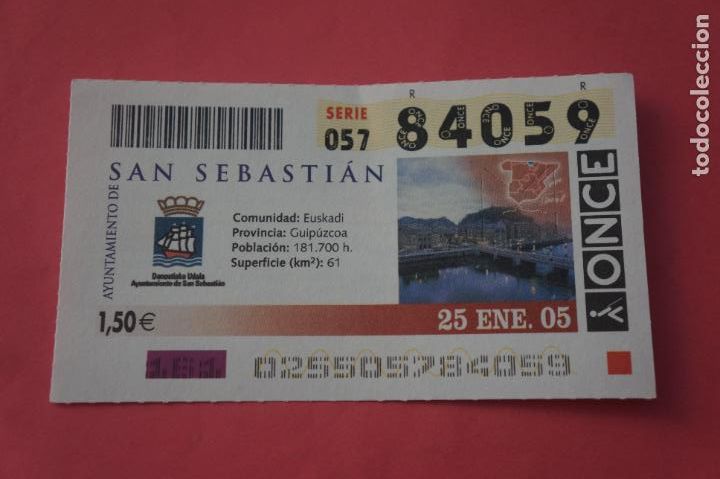 R R
SERIE
057
84059
AYUNTAMIENTO DE
SAN SEBASTIÁN
Comunidad: Euskadi
Provincia: Guipúzcoa
Población: 181.700 h.
Superficie (km²): 61
Donostiako Udala
Ayuntamiento de San Sebastián
ONCE
1,50€
25 ENE. 05
025505784059
todocoleccion